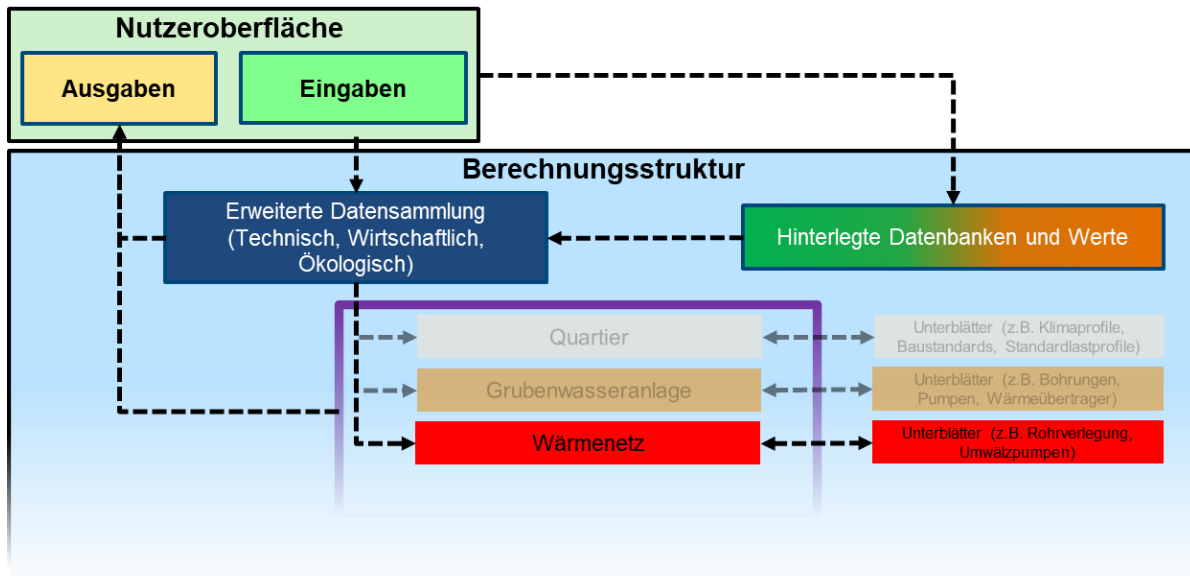 Nutzeroberfläche
Ausgaben
Eingaben
Berechnungsstruktur
Erweiterte Datensammlung
(Technisch, Wirtschaftlich,
Ökologisch)
Hinterlegte Datenbanken und Werte
Quartier
Unterblätter (z.B. Klimaprofile,
Baustandards, Standardlastprofile)
Grubenwasseranlage
Unterblätter (z.B. Bohrungen,
Pumpen, Wärmeübertrager)
Wärmenetz
Unterblätter (z.B. Rohrverlegung,
Umwälzpumpen)